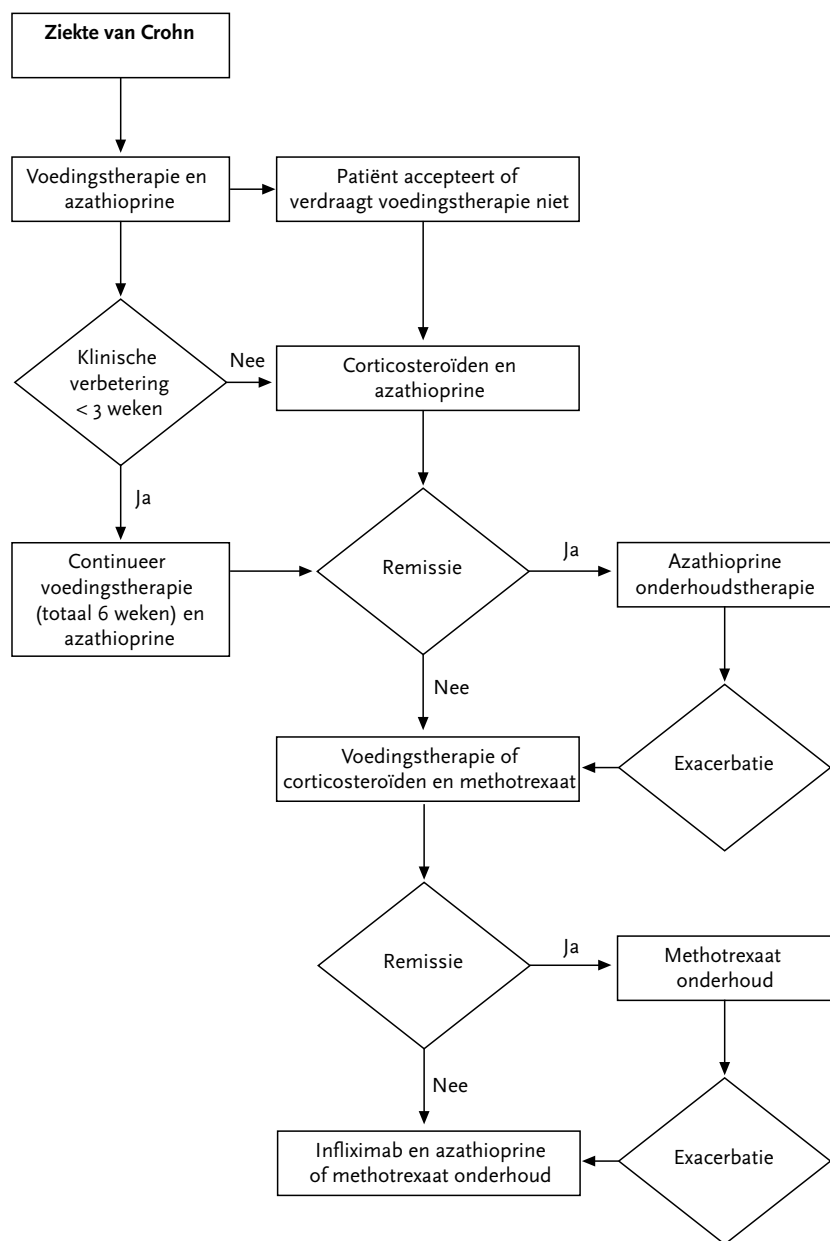 Ziekte van Crohn
Voedingstherapie en
azathioprine
Patiënt accepteert of
verdraagt voedingstherapie niet
Klinische
verbetering
< 3 weken
Nee
Corticosteroïden en
azathioprine
Ja
Continueer
voedingstherapie
(totaal 6 weken) en
azathioprine
Remissie
Ja
Azathioprine
onderhoudstherapie
Nee
Voedingstherapie of
corticosteroïden en methotrexaat
Exacerbatie
Remissie
Ja
Methotrexaat
onderhoud
Nee
Infliximab en azathioprine
of methotrexaat onderhoud
Exacerbatie